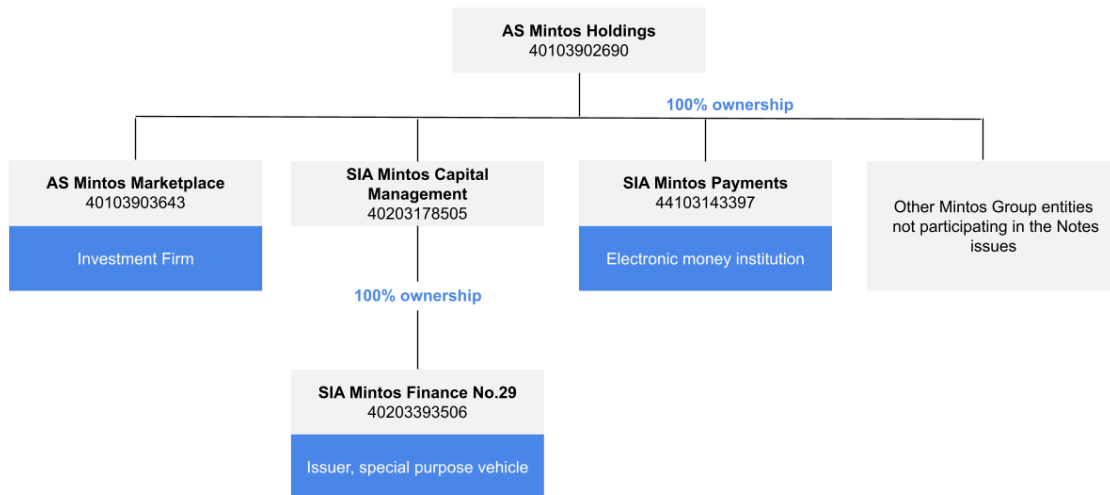 AS Mintos Holdings
40103902690
100% ownership
AS Mintos Marketplace
40103903643
Investment Firm
SIA Mintos Capital
Management
40203178505
SIA Mintos Payments
44103143397
Electronic money institution
Other Mintos Group entities
not participating in the Notes
issues
100% ownership
SIA Mintos Finance No.29
40203393506
Issuer, special purpose vehicle